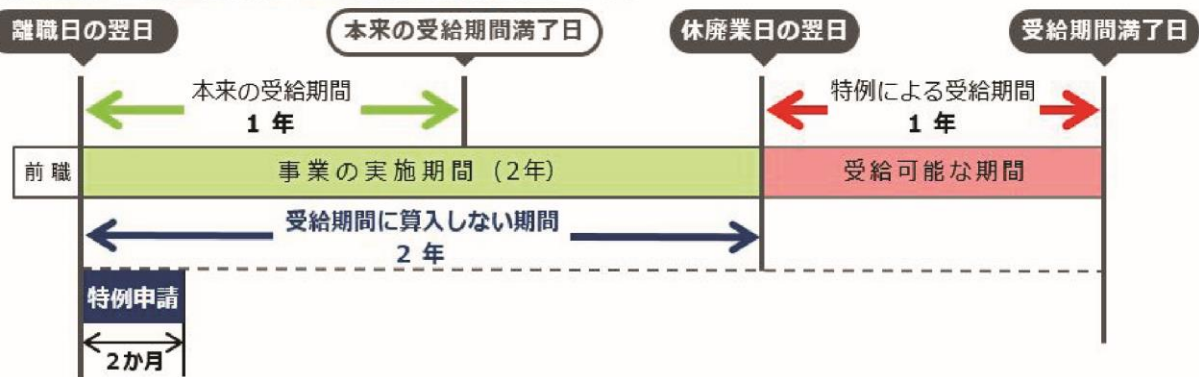 離職日の翌日
本来の受給期間満了日
休廃業日の翌日
受給期間満了日
本来の受給期間
1 年
特例による受給期間
1 年
前職
事業の実施期間(2年)
受給可能な期間
受給期間に算入しない期間
2 年
特例申請
2か月